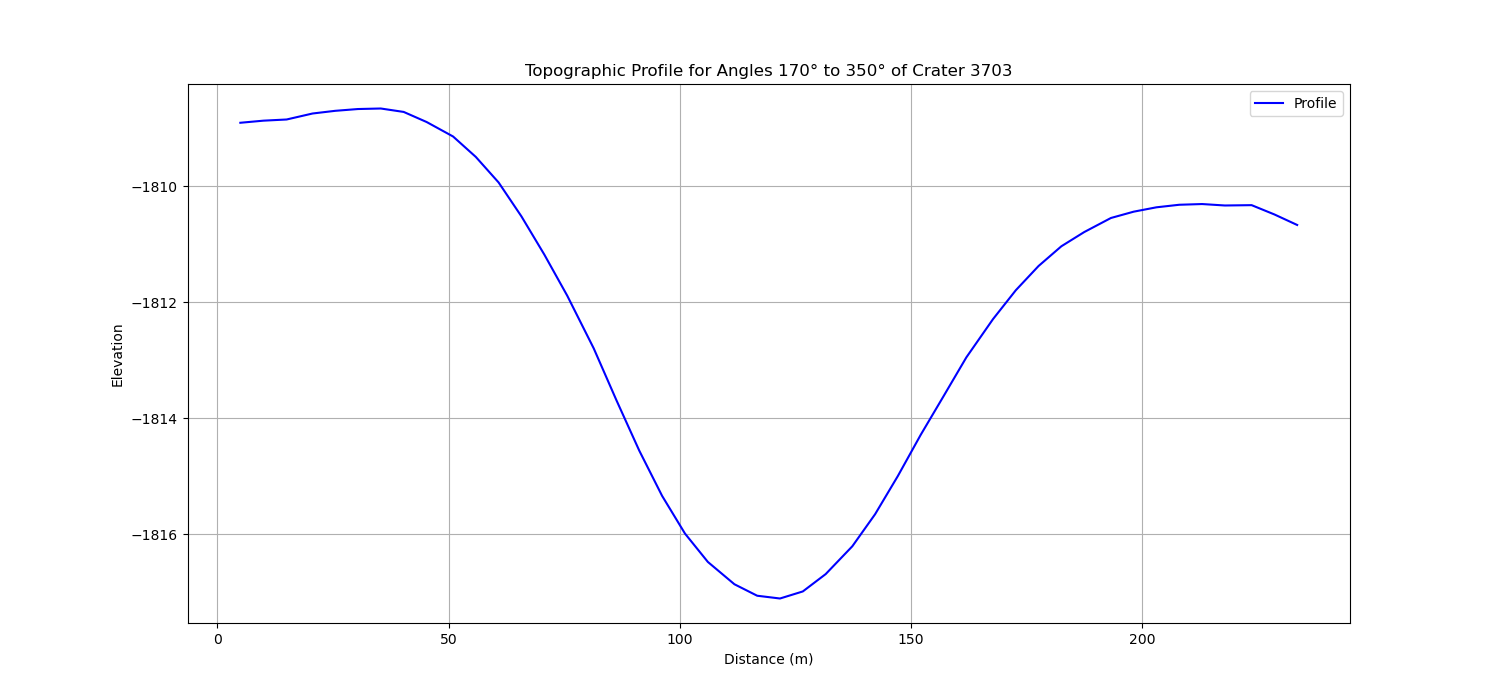 Topographic Profile for Angles 170° to 350° of Crater 3703
Profile
−1810
−1812
−1814
−1816
Elevation
0 50 100 150 200
Distance (m)